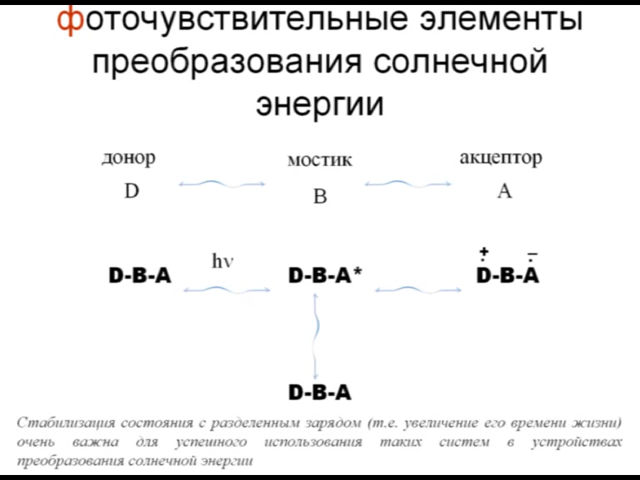 фоточувствительные элементы
преобразования солнечной
энергии
донор мостик акцептор
D B A
hν
+ –
D-B-A D-B-A* Ḋ-B-Ȧ
D-B-A
Стабилизация состояния с разделенным зарядом (т.е. увеличение его времени жизни)
очень важна для успешного использования таких систем в устройствах
преобразования солнечной энергии